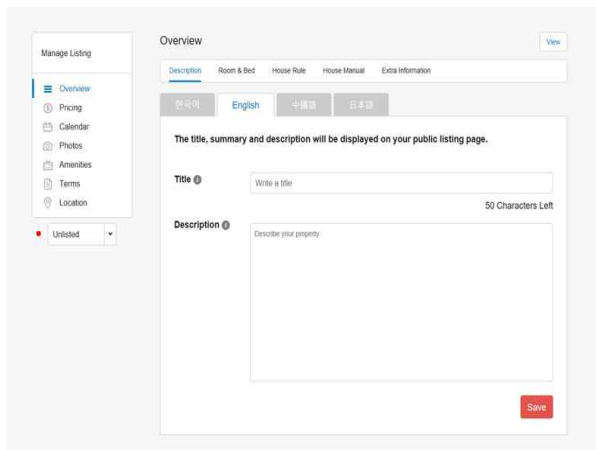 Manage Listing
Overview
Pricing
Calendar
Photos
Amenities
Terms
Location
Unlisted
Overview
View
Description Room & Bed House Rule House Manual Extra Information
한국어 English 中國語 日本語
The title, summary and description will be displayed on your public listing page.
Title
Write a title
50 Characters Left
Description
Describe your property
Save